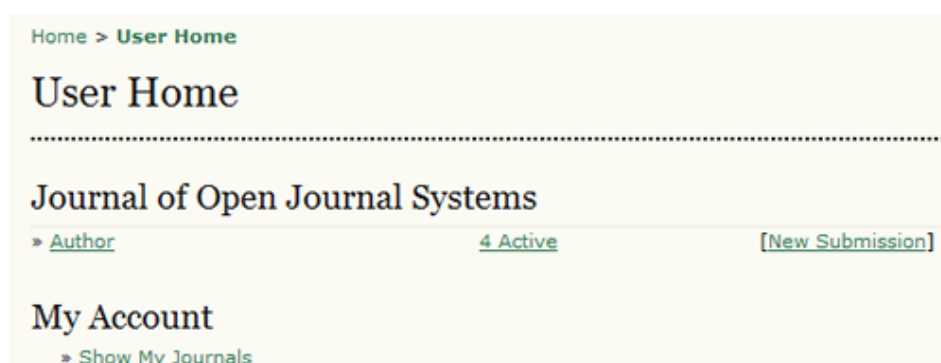 Home > User Home
User Home
Journal of Open Journal Systems
» Author 4 Active [New Submission]
My Account
» Show My Journals